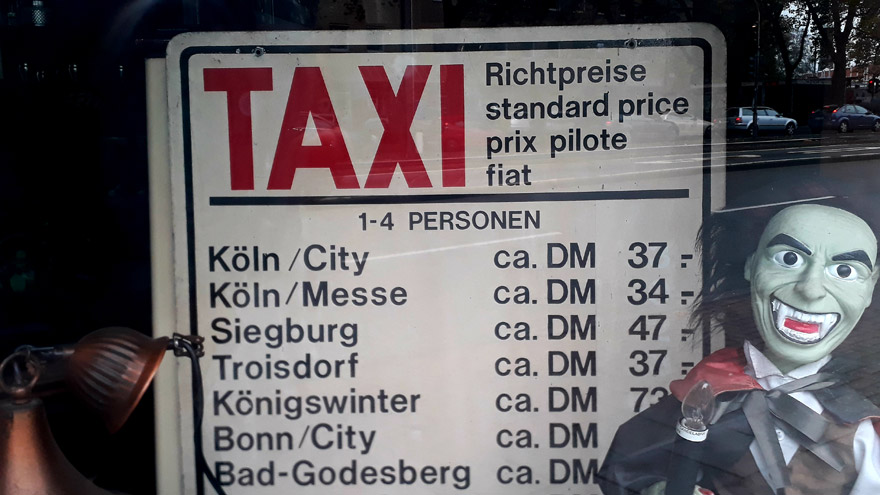 TAXI
Richtpreise
standard price
prix pilote
fiat
1-4 PERSONEN
Köln/City ca. DM 37,-
Köln/Messe ca. DM 34,-
Siegburg ca. DM 47,-
Troisdorf ca. DM 37,-
Königswinter ca. DM 73
Bonn/City ca. DM
Bad-Godesberg ca. DM